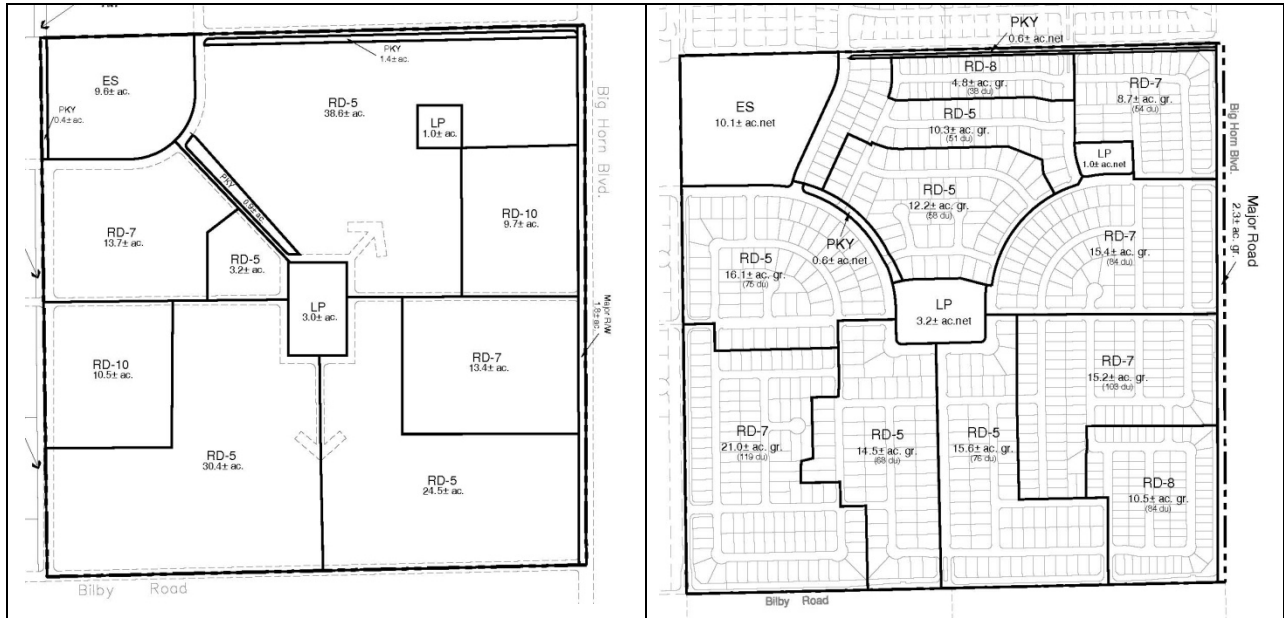 PKY
1.4± ac.
ES
9.6± ac.
PKY
0.4± ac.
RD-5
38.6± ac.
LP
1.0± ac.
Big Horn Blvd.
PKY
0.9± ac.
RD-7
13.7± ac.
RD-5
3.2± ac.
RD-10
9.7± ac.
LP
3.0± ac.
Major R/W
1.8± ac.
RD-10
10.5± ac.
RD-7
13.4± ac.
RD-5
30.4± ac.
RD-5
24.5± ac.
Bilby Road
PKY
0.6± ac.net
RD-8
4.8± ac. gr.
(38 du)
RD-7
8.7± ac. gr.
(54 du)
ES
10.1± ac.net
RD-5
10.3± ac. gr.
(51 du)
LP
1.0± ac.net
Big Horn Blvd.
Major Road
2.3± ac. gr.
RD-5
12.2± ac. gr.
(58 du)
PKY
0.6± ac.net
RD-7
15.4± ac. gr.
(84 du)
RD-5
16.1± ac. gr.
(75 du)
LP
3.2± ac.net
RD-7
15.2± ac. gr.
(103 du)
RD-7
21.0± ac. gr.
(119 du)
RD-5
14.5± ac. gr.
(68 du)
RD-5
15.6± ac. gr.
(76 du)
RD-8
10.5± ac. gr.
(84 du)
Bilby Road